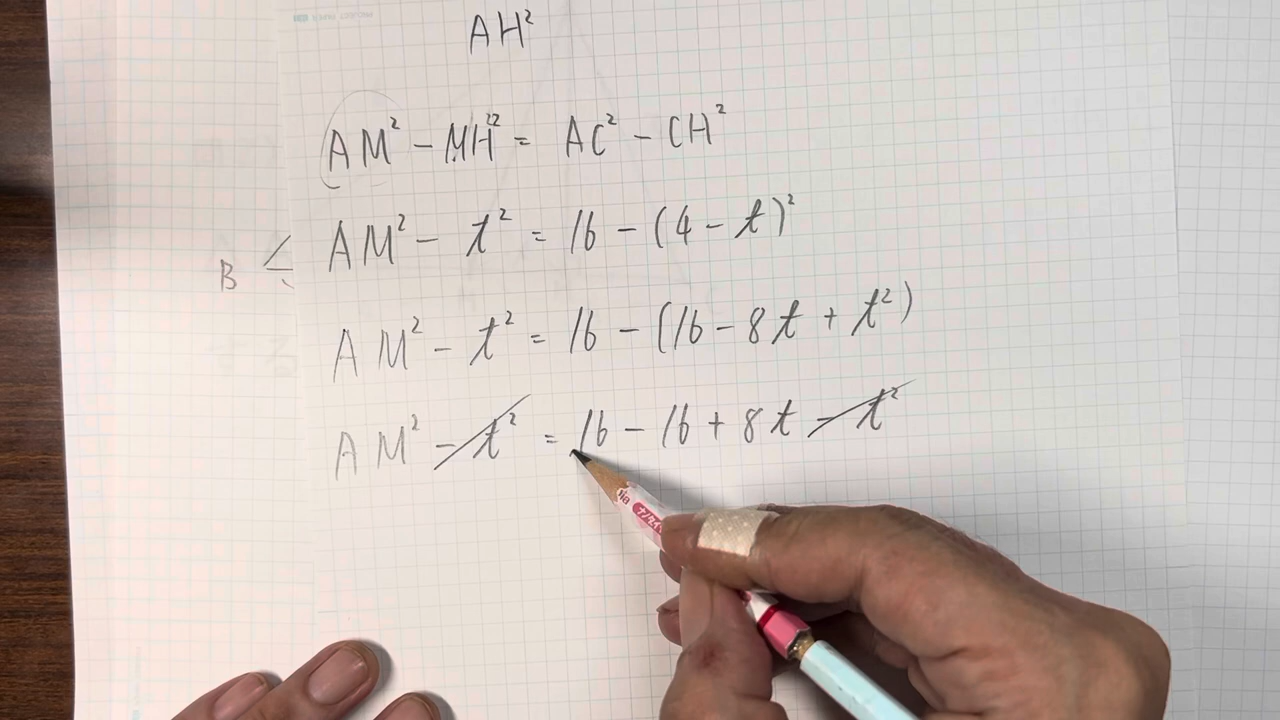 AH²
AM² - MH² = AC² - CH²
AM² - t² = 16 - (4 - t)²
B
AM² - t² = 16 - (16 - 8t + t²)
AM² - t² = 16 - 16 + 8t - t²